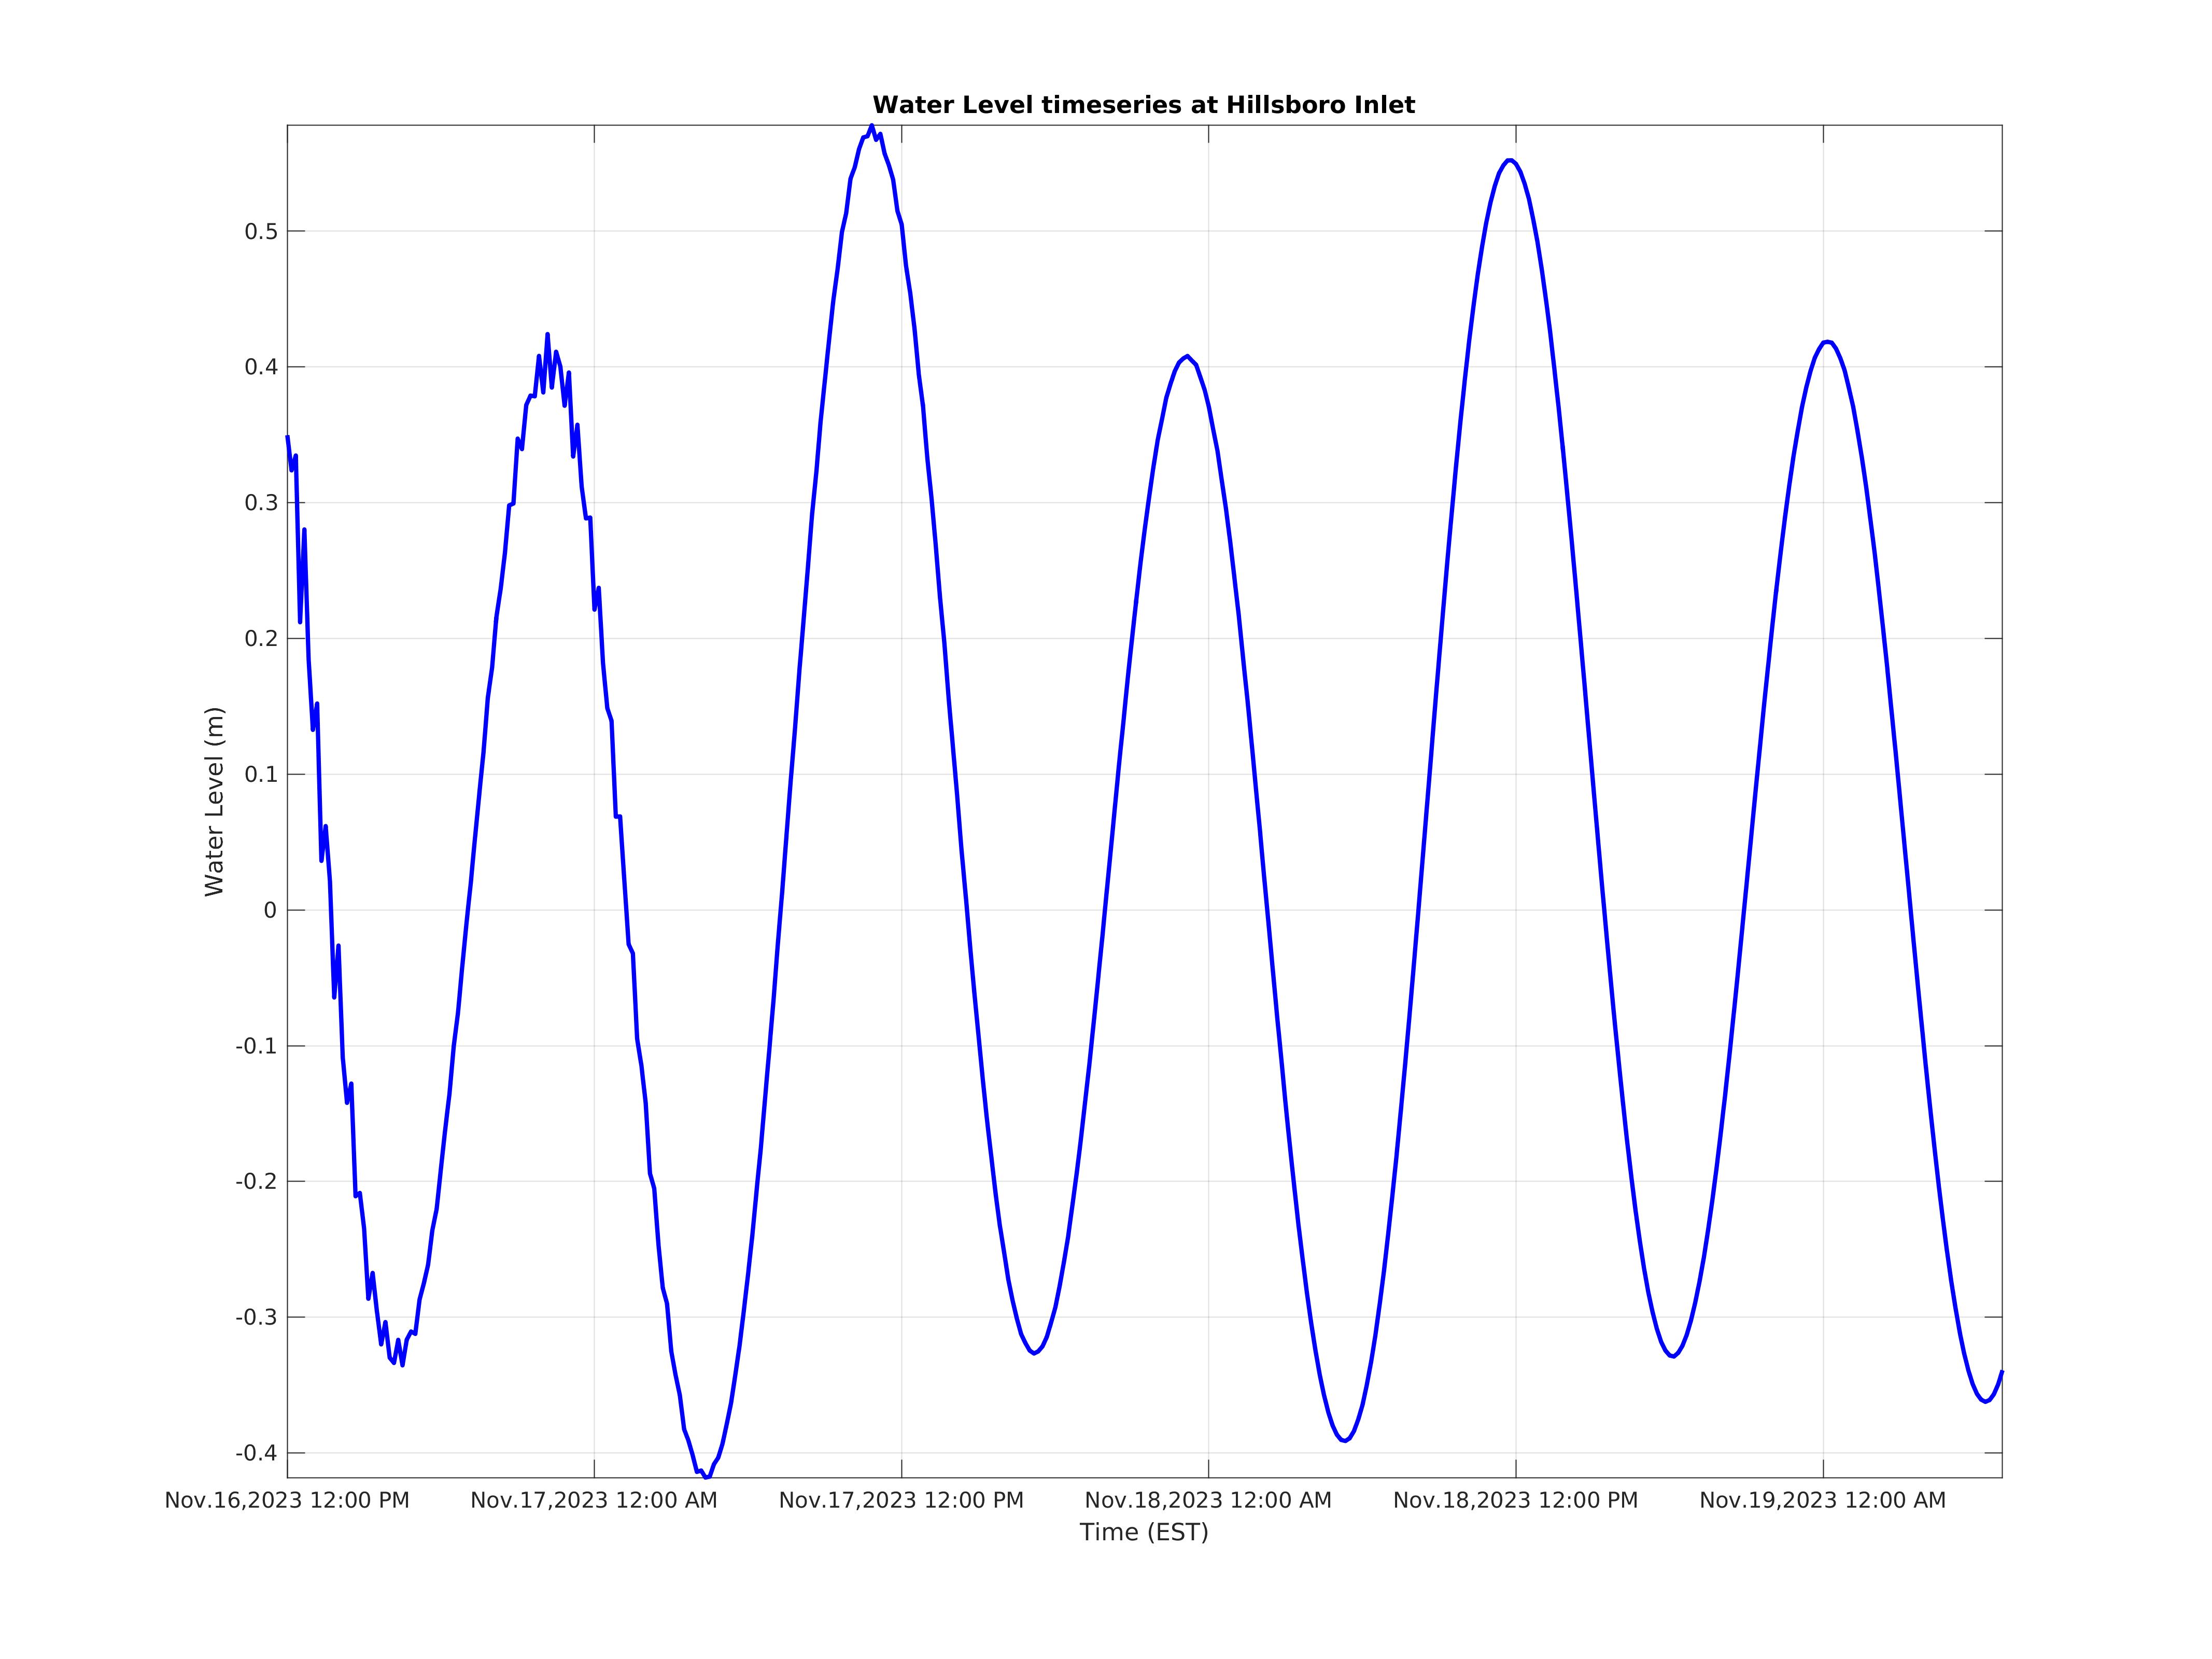 Water Level timeseries at Hillsboro Inlet
Water Level (m)
0.5
0.4
0.3
0.2
0.1
0
-0.1
-0.2
-0.3
-0.4
Nov.16,2023 12:00 PM Nov.17,2023 12:00 AM Nov.17,2023 12:00 PM Nov.18,2023 12:00 AM Nov.18,2023 12:00 PM Nov.19,2023 12:00 AM
Time (EST)